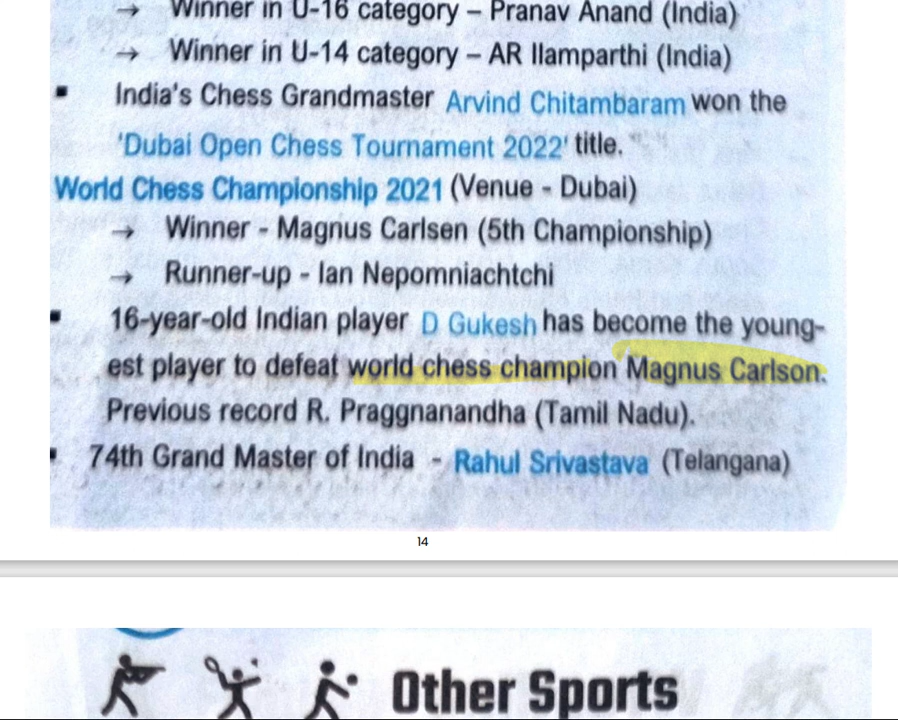 → Winner in U-16 category – Pranav Anand (India)
→ Winner in U-14 category – AR Ilamparthi (India)
▪ India's Chess Grandmaster Arvind Chitambaram won the
'Dubai Open Chess Tournament 2022' title.
World Chess Championship 2021 (Venue - Dubai)
→ Winner - Magnus Carlsen (5th Championship)
→ Runner-up - Ian Nepomniachtchi
▪ 16-year-old Indian player D Gukesh has become the young-
est player to defeat world chess champion Magnus Carlson.
Previous record R. Praggnanandha (Tamil Nadu).
▪ 74th Grand Master of India - Rahul Srivastava (Telangana)
14
Other Sports